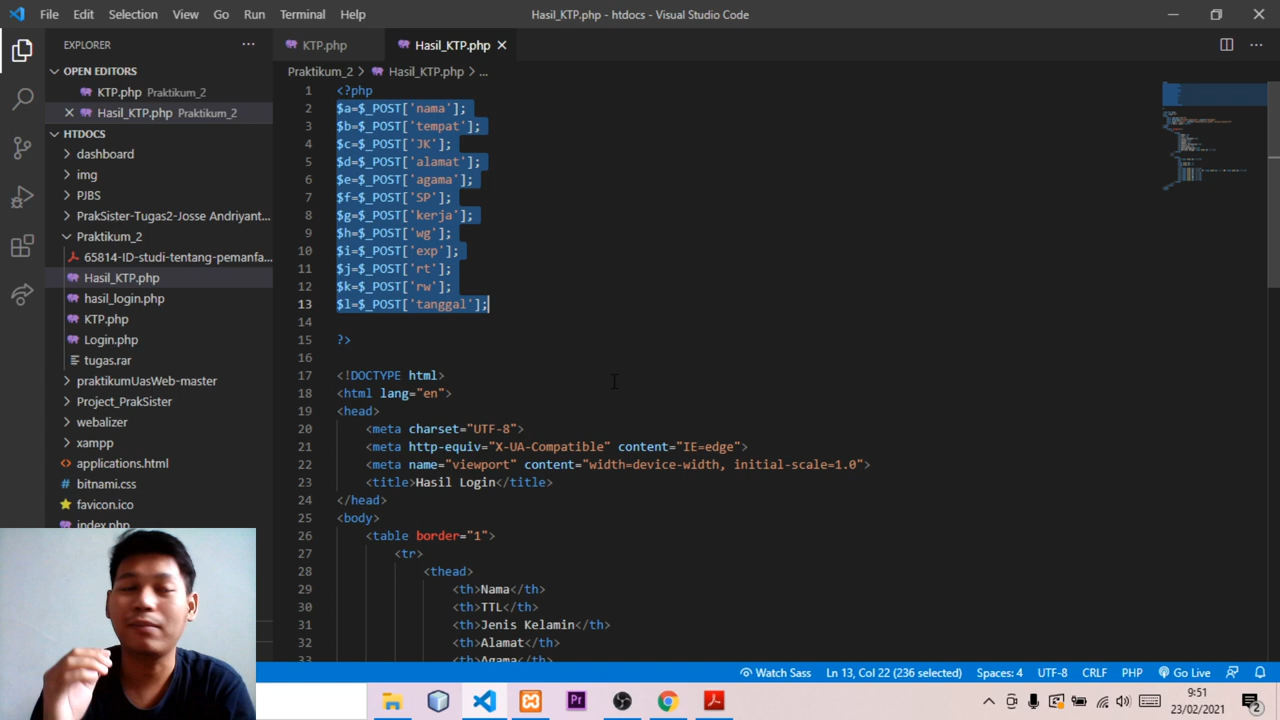 File Edit Selection View Go Run Terminal Help
Hasil_KTP.php - htdocs - Visual Studio Code
EXPLORER
KTP.php
Hasil_KTP.php
OPEN EDITORS
KTP.php Praktikum_2
Hasil_KTP.php Praktikum_2
HTDOCS
dashboard
img
PJBS
PrakSister-Tugas2-Josse Andriyant...
Praktikum_2
65814-ID-studi-tentang-pemanfa...
Hasil_KTP.php
hasil_login.php
KTP.php
Login.php
tugas.rar
praktikumUasWeb-master
Project_PrakSister
webalizer
xampp
applications.html
bitnami.css
favicon.ico
index.php
Praktikum_2 > Hasil_KTP.php > ...
1 <?php
2 $a=$_POST['nama'];
3 $b=$_POST['tempat'];
4 $c=$_POST['JK'];
5 $d=$_POST['alamat'];
6 $e=$_POST['agama'];
7 $f=$_POST['SP'];
8 $g=$_POST['kerja'];
9 $h=$_POST['wg'];
10 $i=$_POST['exp'];
11 $j=$_POST['rt'];
12 $k=$_POST['rw'];
13 $l=$_POST['tanggal'];
14
15 ?>
16
17 <!DOCTYPE html>
18 <html lang="en">
19 <head>
20 <meta charset="UTF-8">
21 <meta http-equiv="X-UA-Compatible" content="IE=edge">
22 <meta name="viewport" content="width=device-width, initial-scale=1.0">
23 <title>Hasil Login</title>
24 </head>
25 <body>
26 <table border="1">
27 <tr>
28 <thead>
29 <th>Nama</th>
30 <th>TTL</th>
31 <th>Jenis Kelamin</th>
32 <th>Alamat</th>
33 <th>Agama</th>
Watch Sass Ln 13, Col 22 (236 selected) Spaces: 4 UTF-8 CRLF PHP Go Live
9:51
23/02/2021